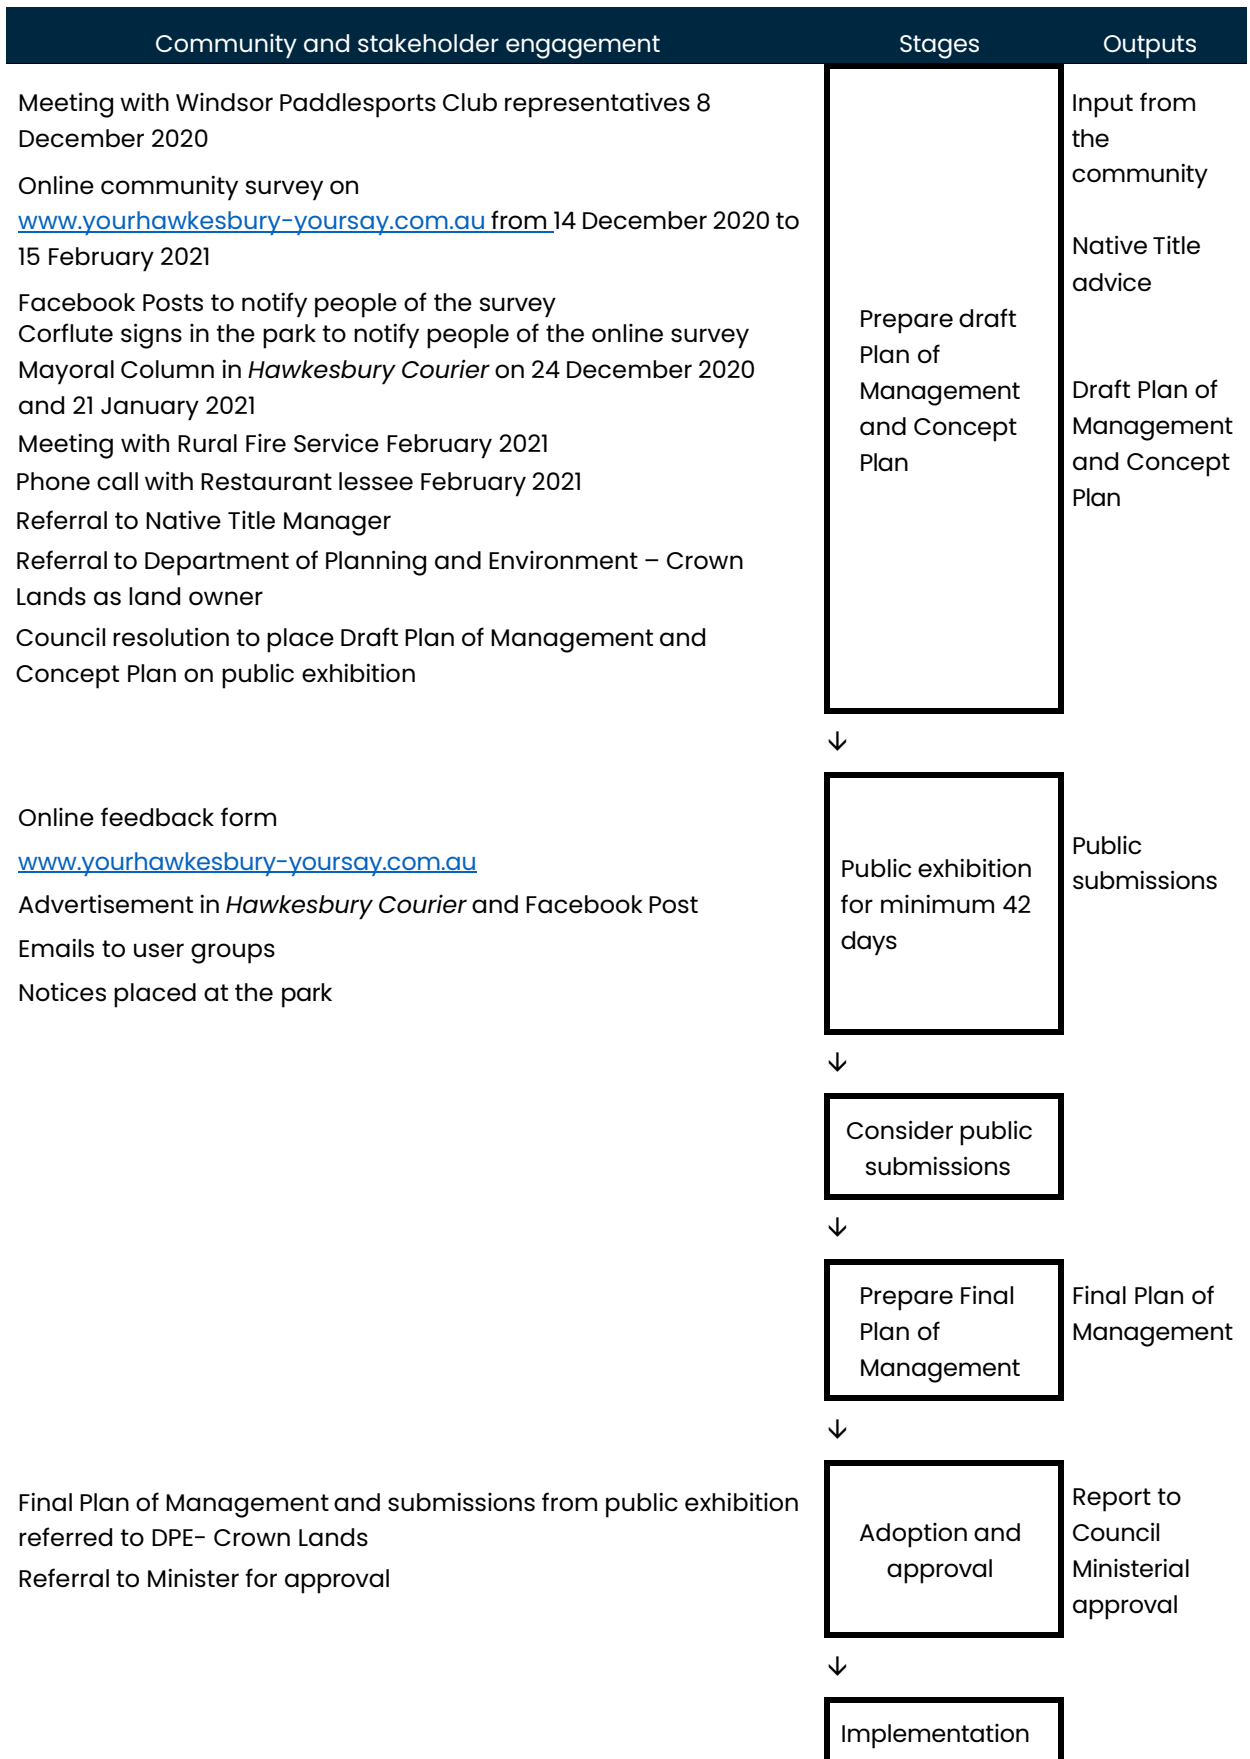 Community and stakeholder engagement
Stages
Outputs
Meeting with Windsor Paddlesports Club representatives 8
December 2020
Online community survey on
www.yourhawkesbury-yoursay.com.au from 14 December 2020 to
15 February 2021
Facebook Posts to notify people of the survey
Corflute signs in the park to notify people of the online survey
Mayoral Column in Hawkesbury Courier on 24 December 2020
and 21 January 2021
Meeting with Rural Fire Service February 2021
Phone call with Restaurant lessee February 2021
Referral to Native Title Manager
Referral to Department of Planning and Environment – Crown
Lands as land owner
Council resolution to place Draft Plan of Management and
Concept Plan on public exhibition
Prepare draft
Plan of
Management
and Concept
Plan
Input from
the
community
Native Title
advice
Draft Plan of
Management
and Concept
Plan
↓
Online feedback form
www.yourhawkesbury-yoursay.com.au
Advertisement in Hawkesbury Courier and Facebook Post
Emails to user groups
Notices placed at the park
Public exhibition
for minimum 42
days
Public
submissions
↓
Consider public
submissions
↓
Prepare Final
Plan of
Management
Final Plan of
Management
↓
Final Plan of Management and submissions from public exhibition
referred to DPE- Crown Lands
Referral to Minister for approval
Adoption and
approval
Report to
Council
Ministerial
approval
↓
Implementation